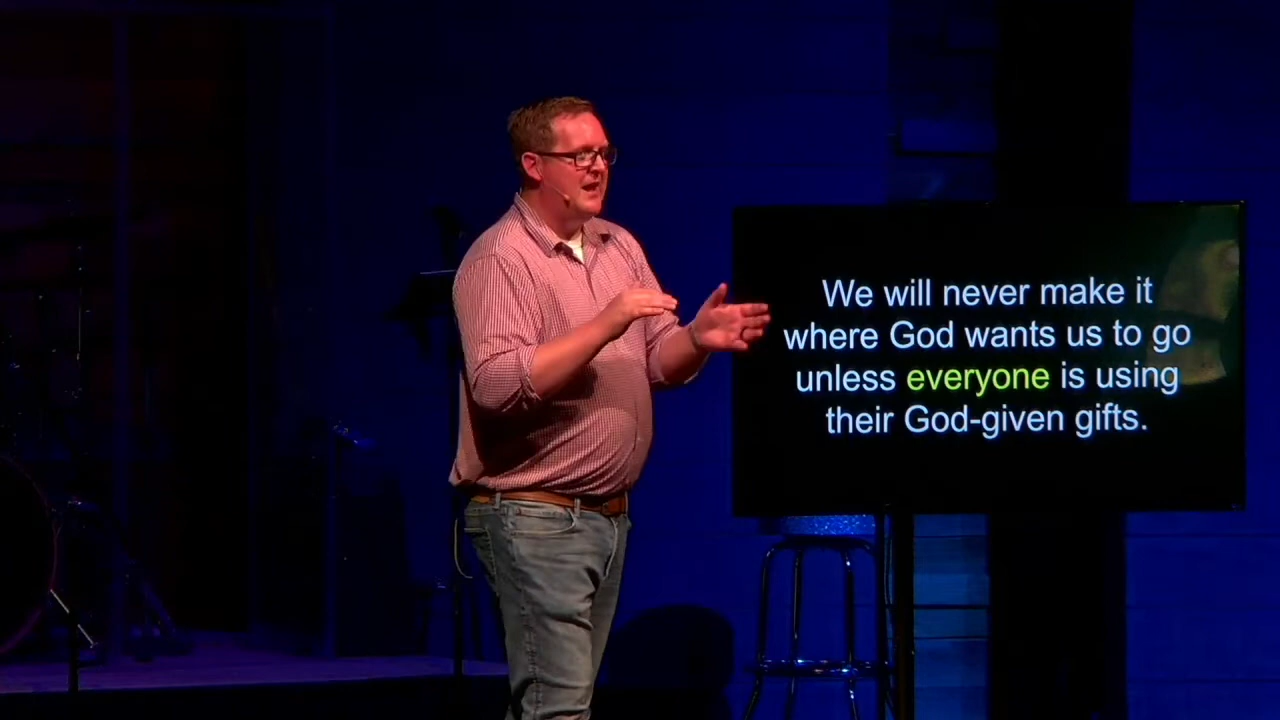 We will never make it
where God wants us to go
unless everyone is using
their God-given gifts.